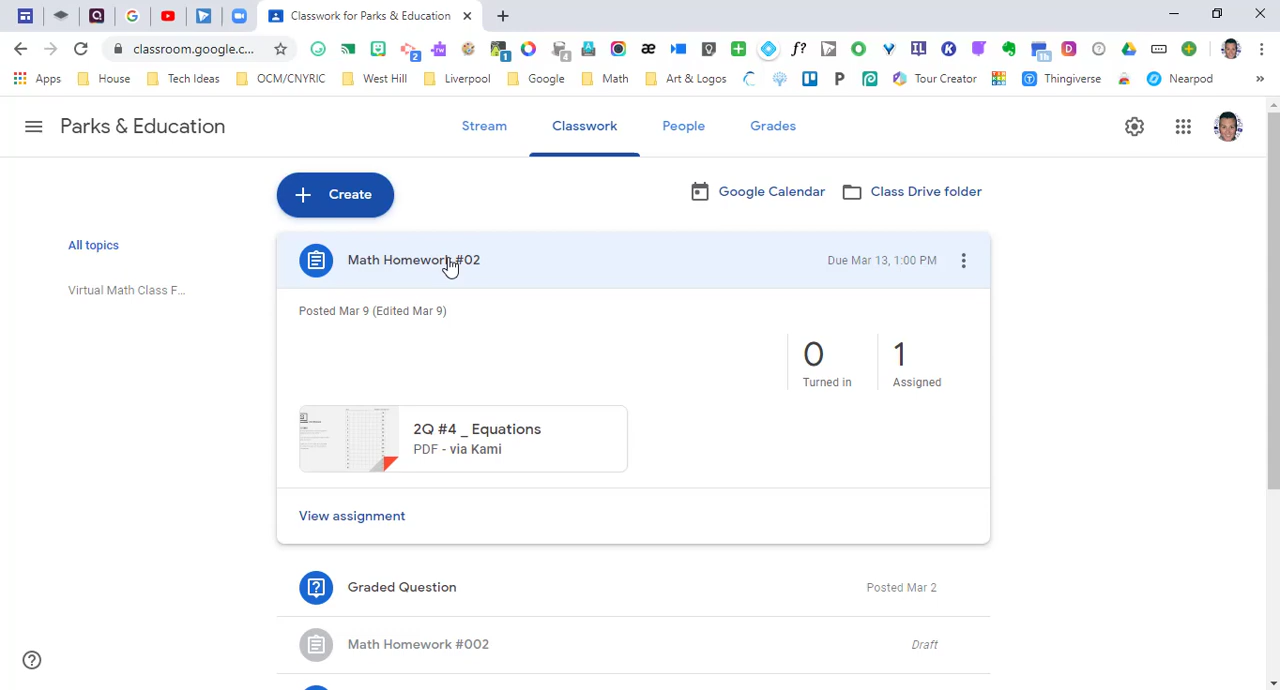 Classwork for Parks & Education
classroom.google.c...
2
1
4
1b
Apps
House
Tech Ideas
OCM/CNYRIC
West Hill
Liverpool
Google
Math
Art & Logos
Tour Creator
Thingiverse
Nearpod
»
Parks & Education
Stream
Classwork
People
Grades
Create
Google Calendar
Class Drive folder
All topics
Virtual Math Class F...
Math Homework #02
Due Mar 13, 1:00 PM
Posted Mar 9 (Edited Mar 9)
0
Turned in
1
Assigned
2Q #4 _ Equations
PDF - via Kami
View assignment
Graded Question
Posted Mar 2
Math Homework #002
Draft